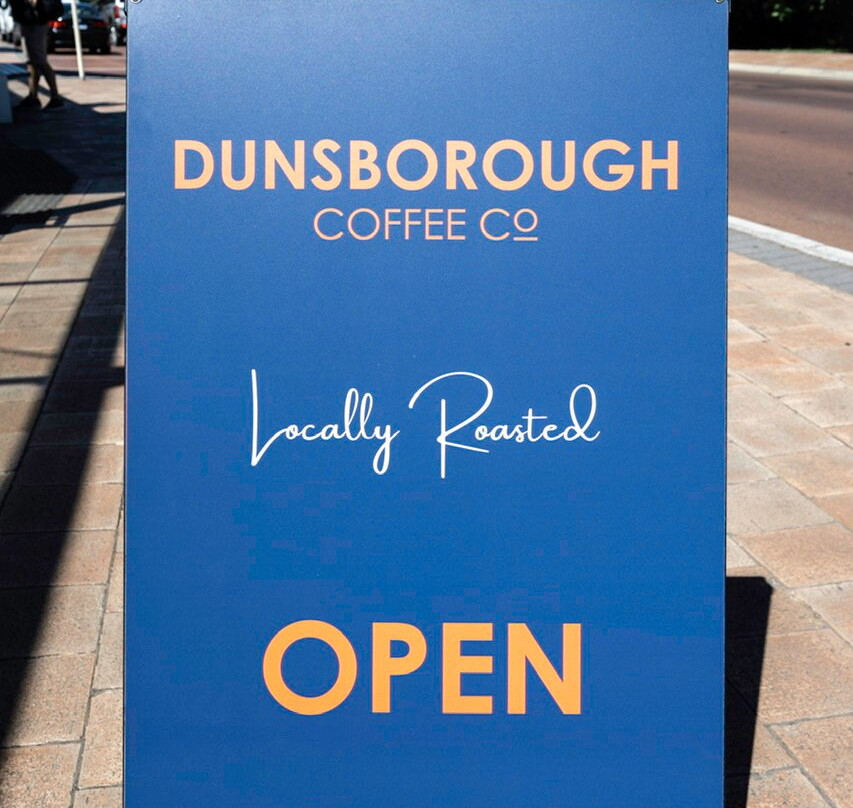 DUNSBOROUGH
COFFEE Co
Locally Roasted
OPEN